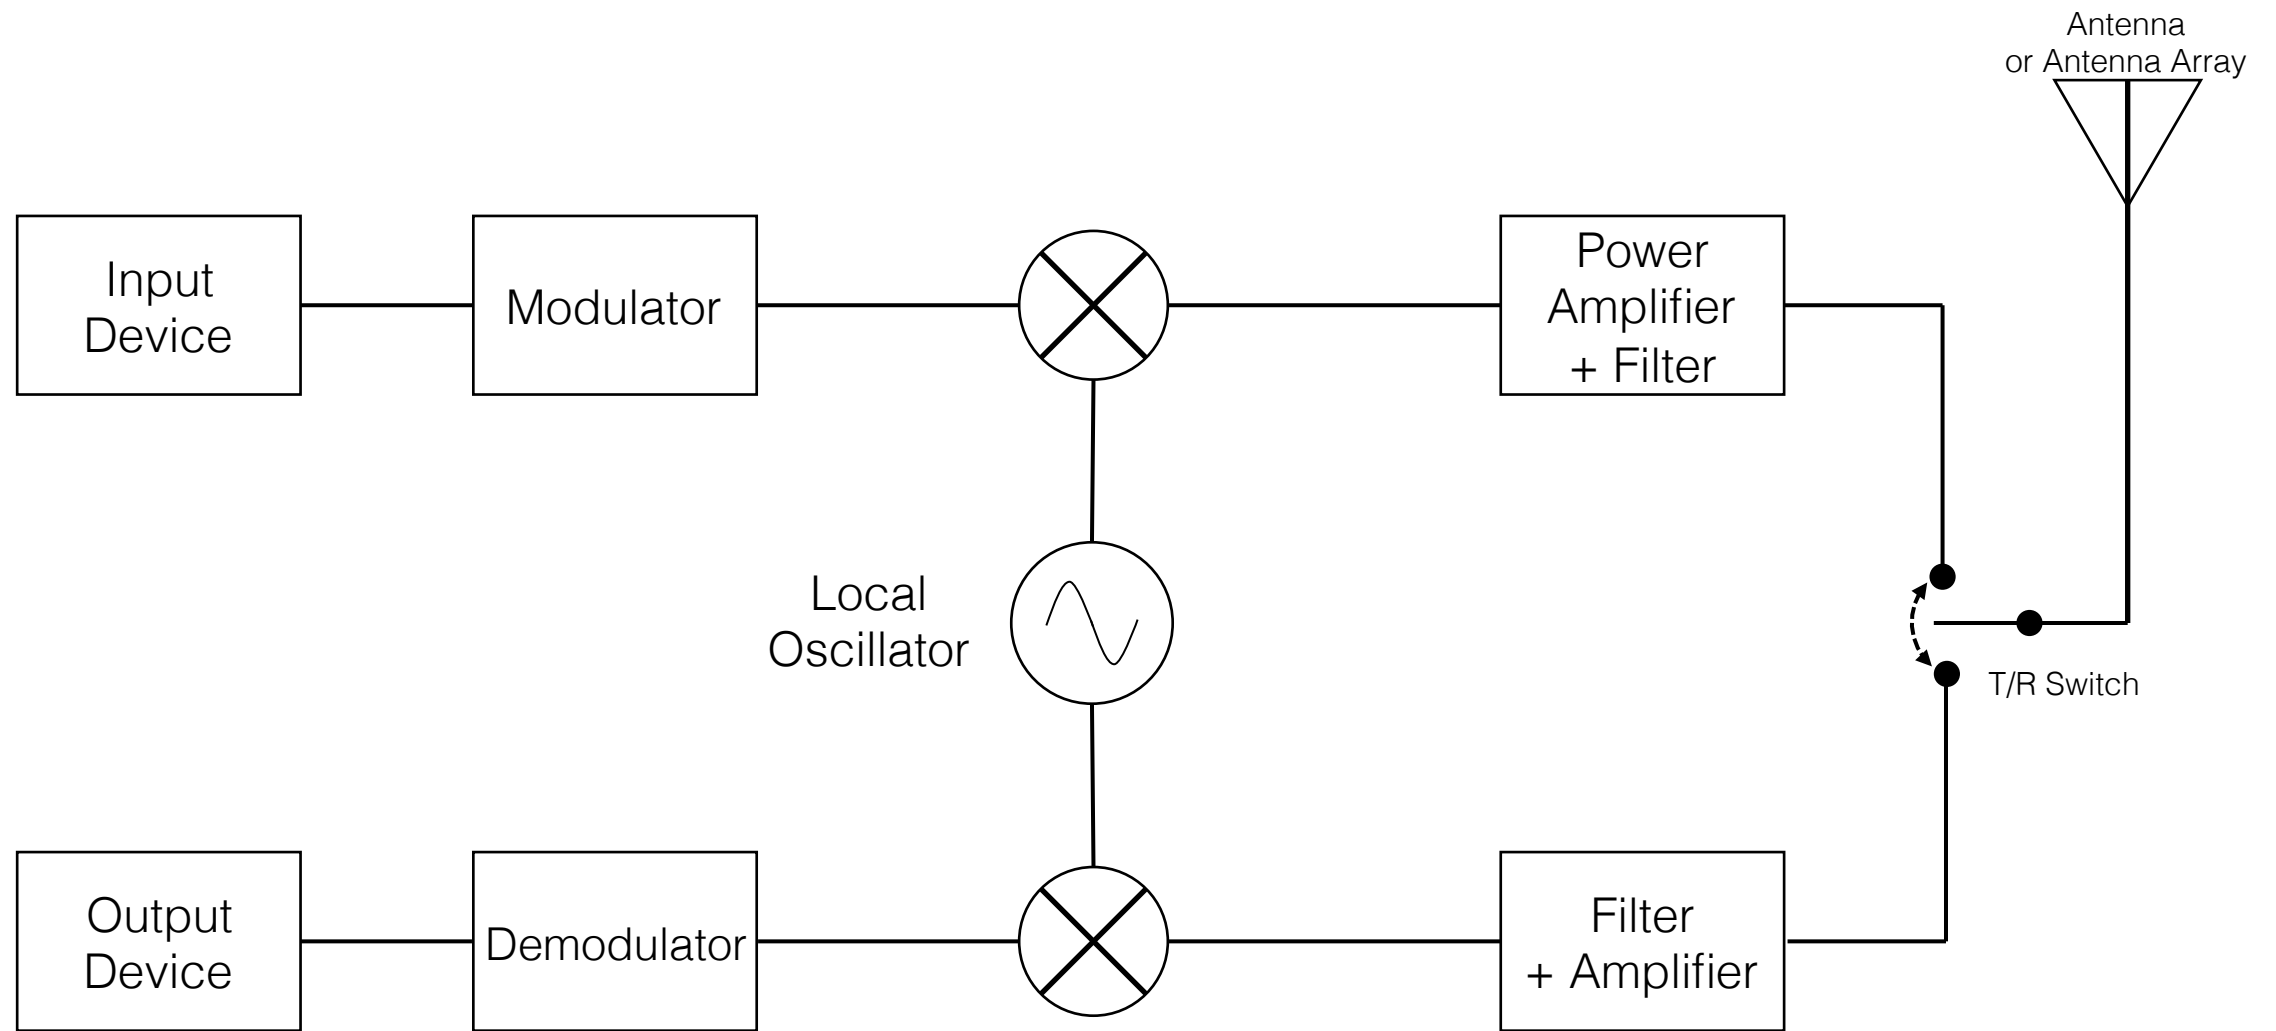 Antenna
or Antenna Array
Input
Device
Modulator
Power
Amplifier
+ Filter
Local
Oscillator
T/R Switch
Output
Device
Demodulator
Filter
+ Amplifier